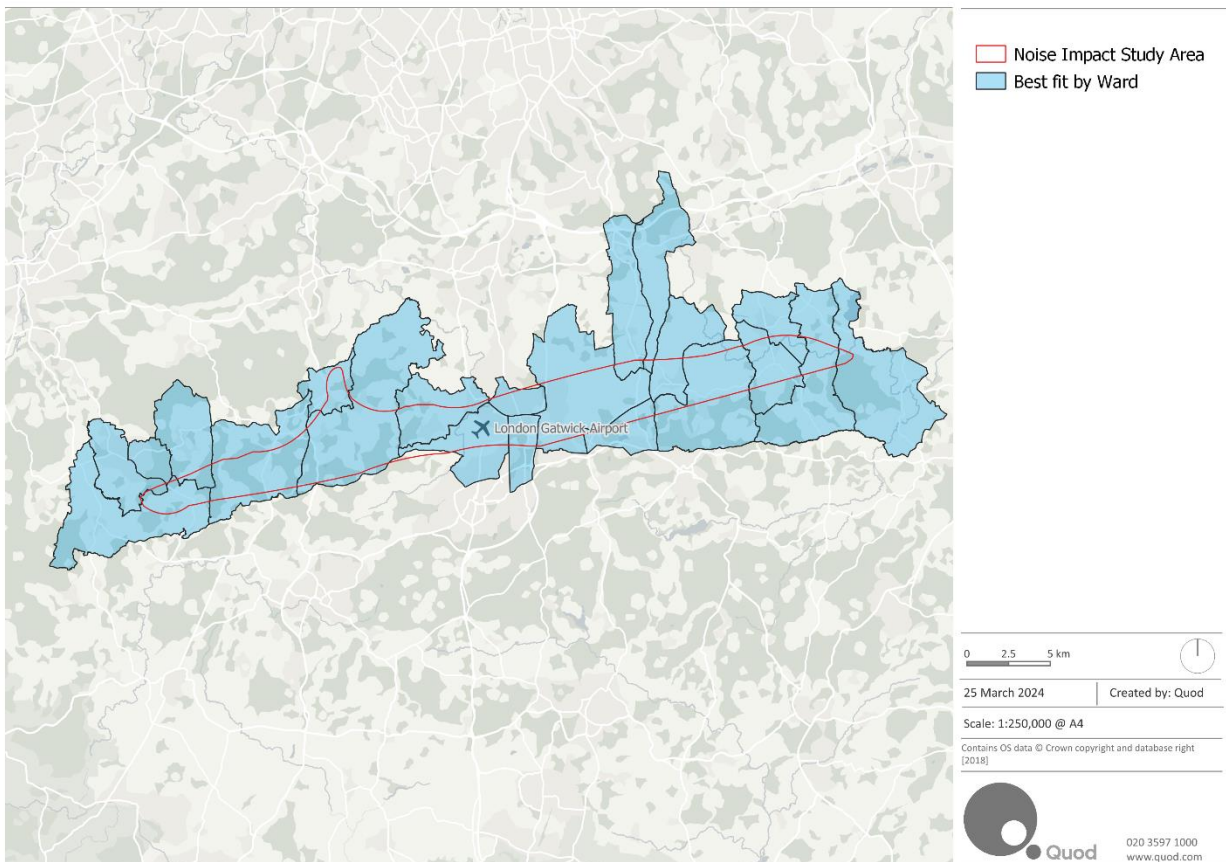 Noise Impact Study Area
Best fit by Ward
London Gatwick Airport
0 2.5 5 km
25 March 2024 Created by: Quod
Scale: 1:250,000 @ A4
Contains OS data © Crown copyright and database right
[2018]
Quod
020 3597 1000
www.quod.com